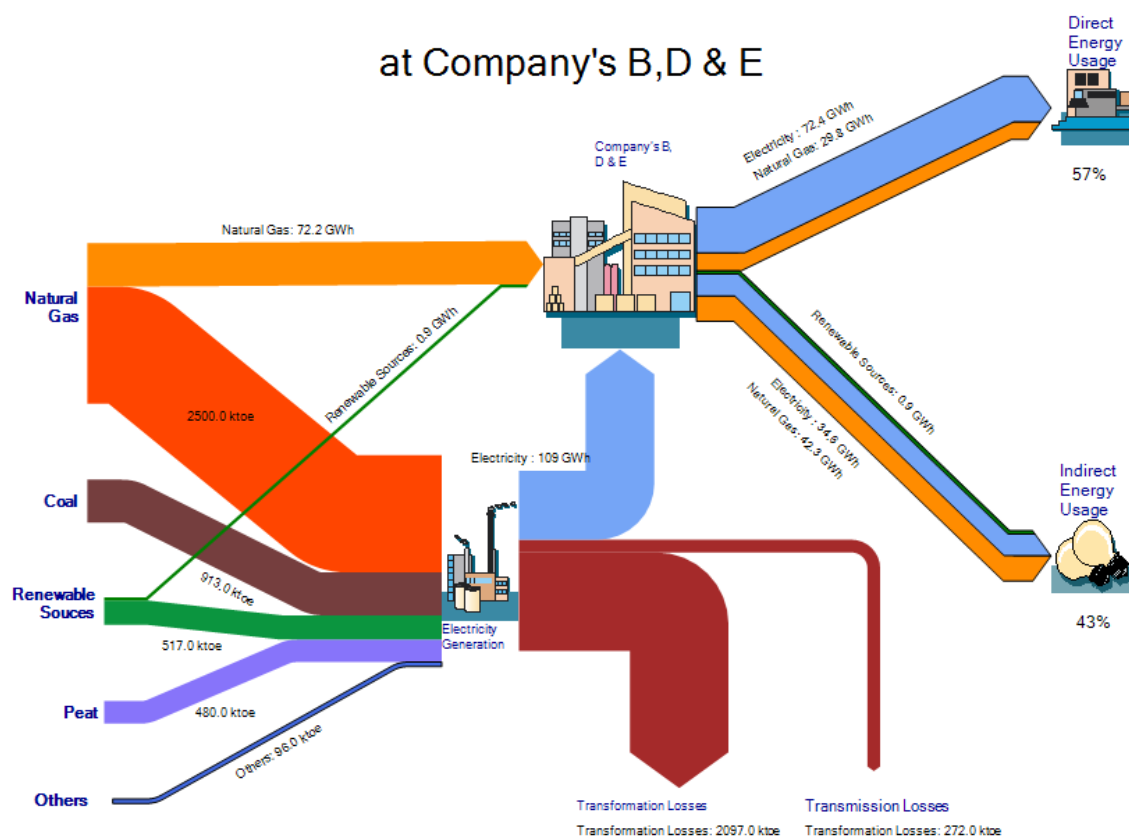 at Company's B,D & E
Direct
Energy
Usage
57%
Electricity : 72.4 GWh
Natural Gas: 29.8 GWh
Company's B,
D & E
Natural Gas: 72.2 GWh
Natural
Gas
Renewable Sources: 0.9 GWh
2500.0 ktoe
Renewable Sources: 0.9 GWh
Electricity : 34.6 GWh
Natural Gas: 42.3 GWh
Electricity : 109 GWh
Coal
913.0 ktoe
Indirect
Energy
Usage
43%
Renewable
Souces
517.0 ktoe
Electricity
Generation
Peat
480.0 ktoe
Others: 96.0 ktoe
Others
Transformation Losses
Transformation Losses: 2097.0 ktoe
Transmission Losses
Transmission Losses: 272.0 ktoe